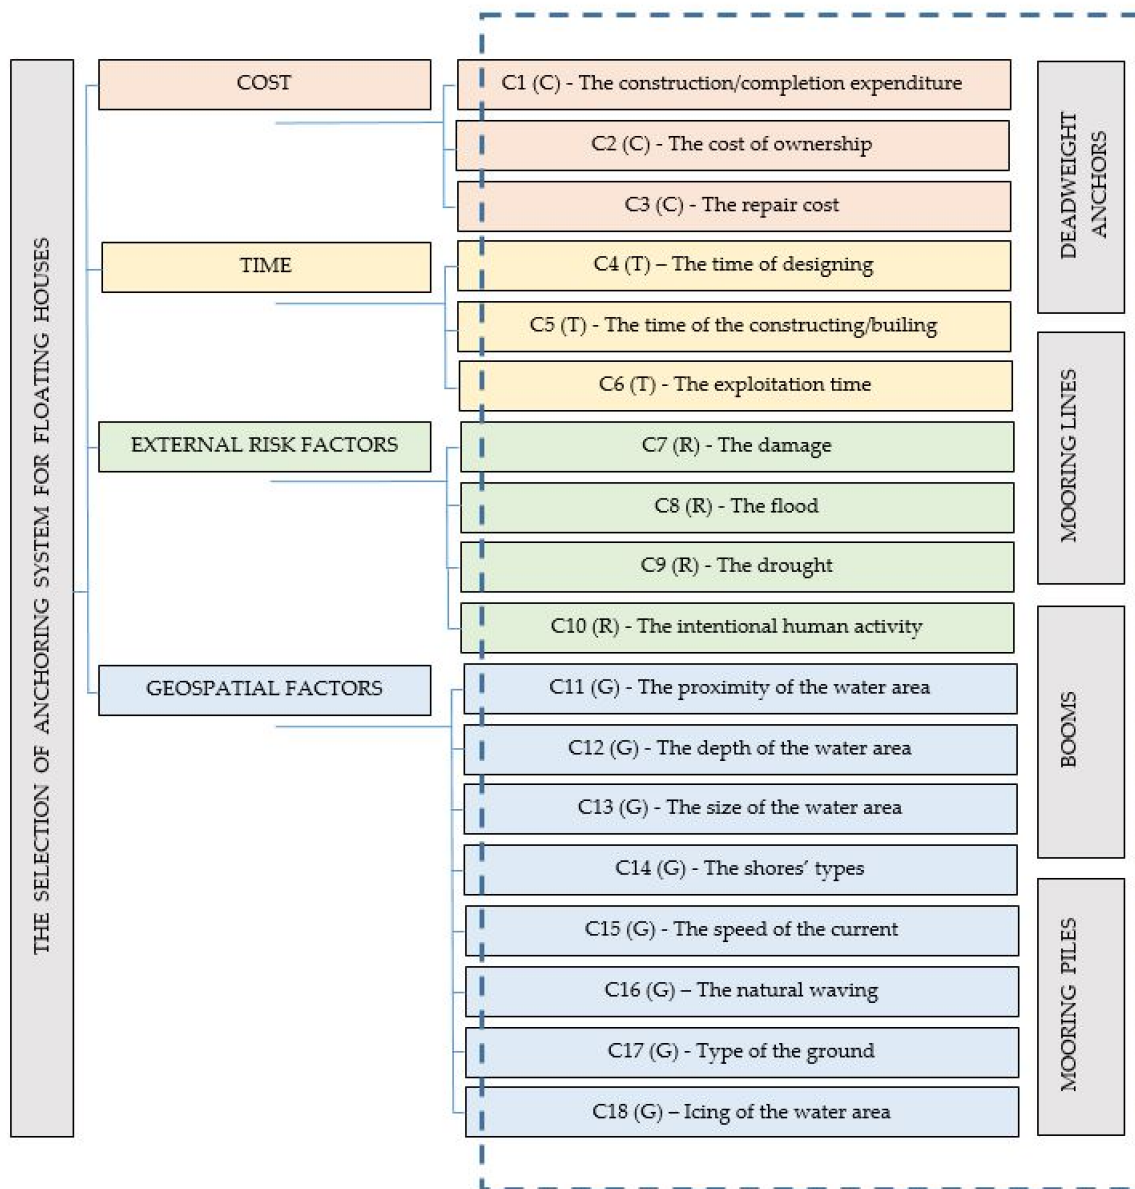 THE SELECTION OF ANCHORING SYSTEM FOR FLOATING HOUSES
COST
C1 (C) - The construction/completion expenditure
C2 (C) - The cost of ownership
C3 (C) - The repair cost
TIME
C4 (T) – The time of designing
C5 (T) - The time of the constructing/builing
C6 (T) - The exploitation time
EXTERNAL RISK FACTORS
C7 (R) - The damage
C8 (R) - The flood
C9 (R) - The drought
C10 (R) - The intentional human activity
GEOSPATIAL FACTORS
C11 (G) - The proximity of the water area
C12 (G) - The depth of the water area
C13 (G) - The size of the water area
C14 (G) - The shores’ types
C15 (G) - The speed of the current
C16 (G) – The natural waving
C17 (G) - Type of the ground
C18 (G) – Icing of the water area
DEADWEIGHT
ANCHORS
MOORING LINES
BOOMS
MOORING PILES